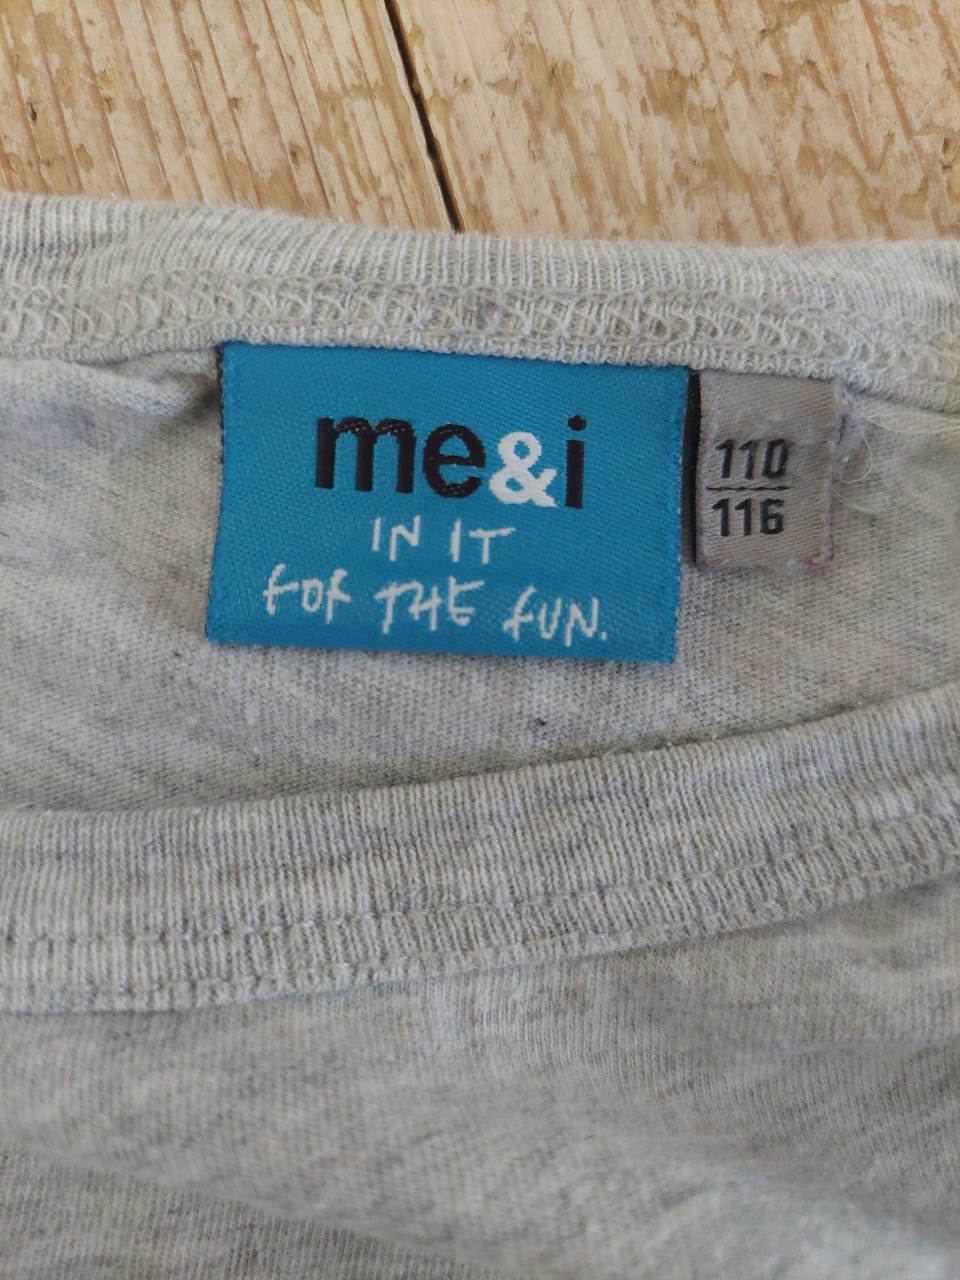 me&i
IN IT
FOR THE FUN.
110
116